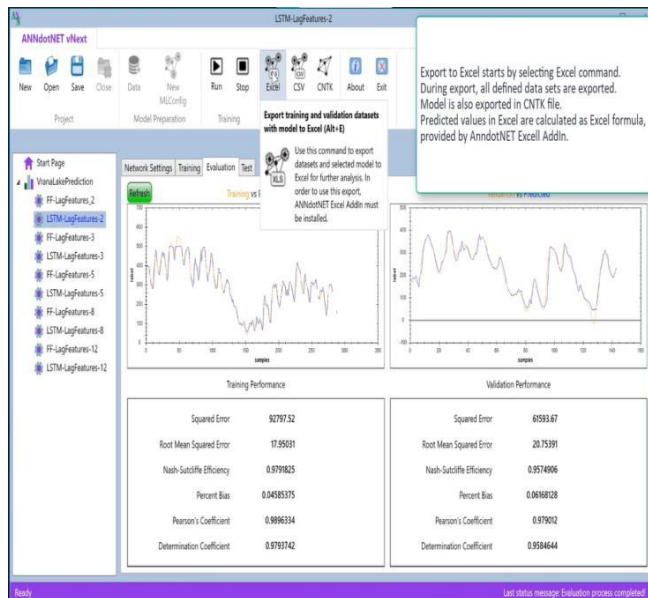 LSTM-LagFeatures-2
ANNdotNET vNext
New Open Save Close Data New MLConfig Run Stop Excel CSV CNTK About Exit
Project Model Preparation Training
Export to Excel starts by selecting Excel command.
During export, all defined data sets are exported.
Model is also exported in CNTK file.
Predicted values in Excel are calculated as Excel formula,
provided by AnndotNET Excell AddIn.
Export training and validation datasets
with model to Excel (Alt+E)
XLS
Use this command to export
datasets and selected model to
Excel for further analysis. In
order to use this export,
ANNdotNET Excel AddIn must
be installed.
Start Page
VranaLakePrediction
FF-LagFeatures_2
LSTM-LagFeatures-2
FF-LagFeatures-3
LSTM-LagFeatures-3
FF-LagFeatures-5
LSTM-LagFeatures-5
FF-LagFeatures-8
LSTM-LagFeatures-8
FF-LagFeatures-12
LSTM-LagFeatures-12
Network Settings Training Evaluation Test
Refresh
Training vs
vs Predicted
samples
samples
Training Performance
Squared Error 92797.52
Root Mean Squared Error 17.95031
Nash-Sutcliffe Efficiency 0.9791825
Percent Bias 0.04585375
Pearson's Coefficient 0.9896334
Determination Coefficient 0.9793742
Validation Performance
Squared Error 61593.67
Root Mean Squared Error 20.75391
Nash-Sutcliffe Efficiency 0.9574906
Percent Bias 0.06168128
Pearson's Coefficient 0.979012
Determination Coefficient 0.9584644
Ready
Last status message: Evaluation process completed!